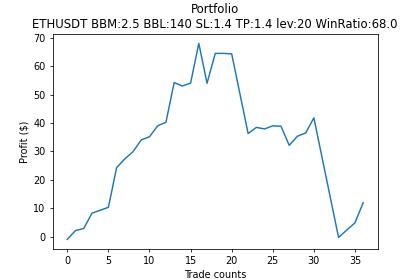 Portfolio
ETHUSDT BBM:2.5 BBL:140 SL:1.4 TP:1.4 lev:20 WinRatio:68.0
70
60
50
40
30
20
10
0
Profit ($)
0 5 10 15 20 25 30 35
Trade counts